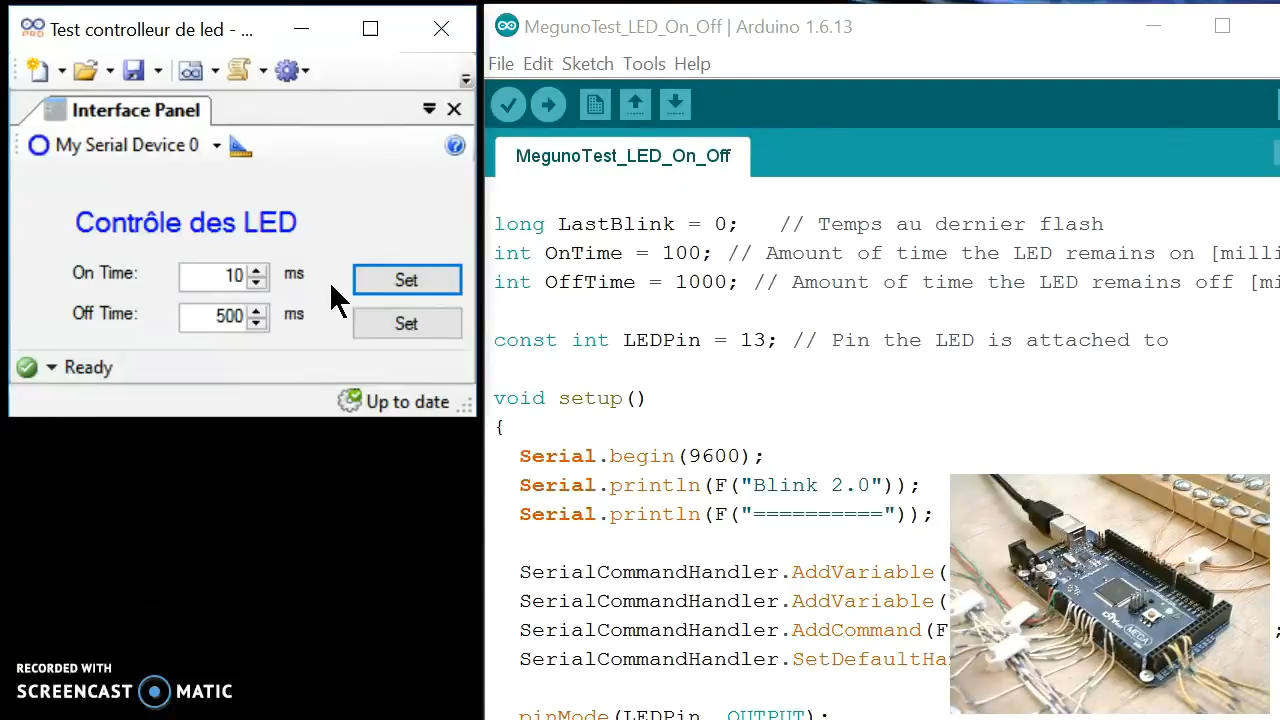 Test controlleur de led - ...
PRO
Interface Panel
My Serial Device 0
Contrôle des LED
On Time:
10
ms
Set
Off Time:
500
ms
Set
Ready
Up to date
RECORDED WITH
SCREENCAST MATIC
MegunoTest_LED_On_Off | Arduino 1.6.13
File Edit Sketch Tools Help
MegunoTest_LED_On_Off
long LastBlink = 0;   // Temps au dernier flash
int OnTime = 100; // Amount of time the LED remains on [milli
int OffTime = 1000; // Amount of time the LED remains off [mi
const int LEDPin = 13; // Pin the LED is attached to
void setup()
{
Serial.begin(9600);
Serial.println(F("Blink 2.0"));
Serial.println(F("=========="));
SerialCommandHandler.AddVariable(
SerialCommandHandler.AddVariable(
SerialCommandHandler.AddCommand(F
;
SerialCommandHandler.SetDefaultHa
pinMode(LEDPin, OUTPUT);
MEGA